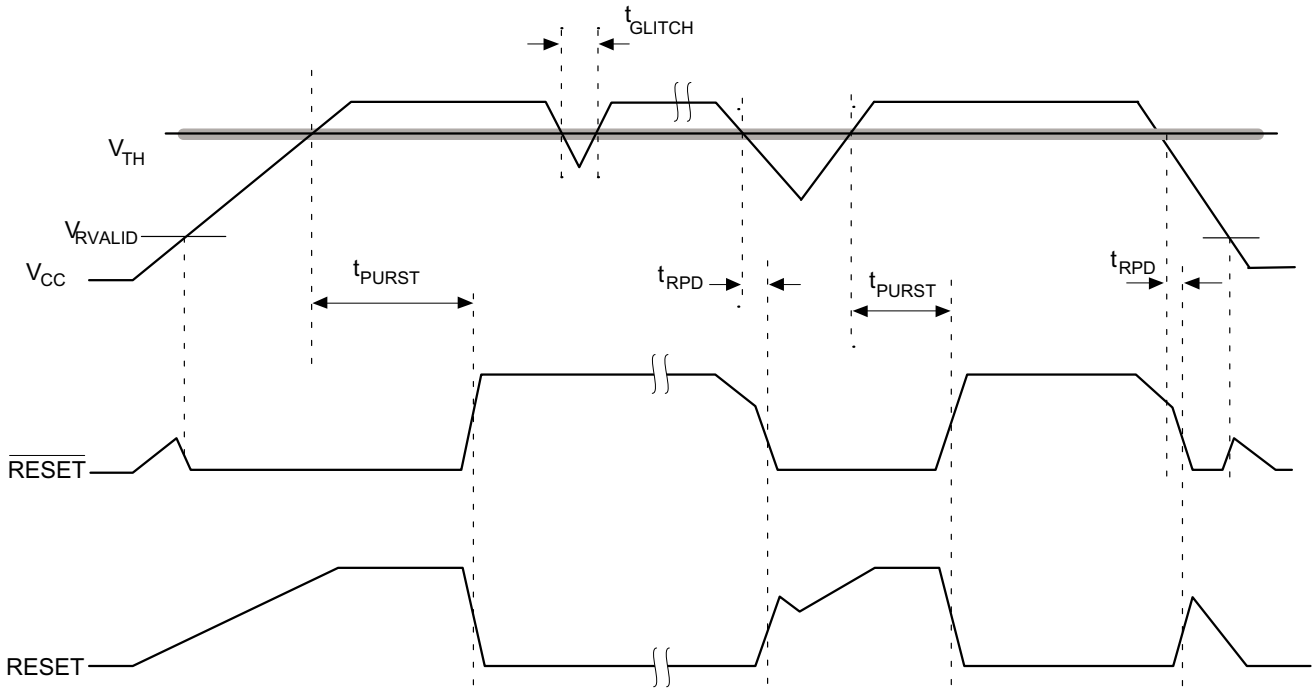 tGLITCH
VTH
VRVALID
VCC
tPURST
tRPD
tPURST
tRPD
RESET
RESET